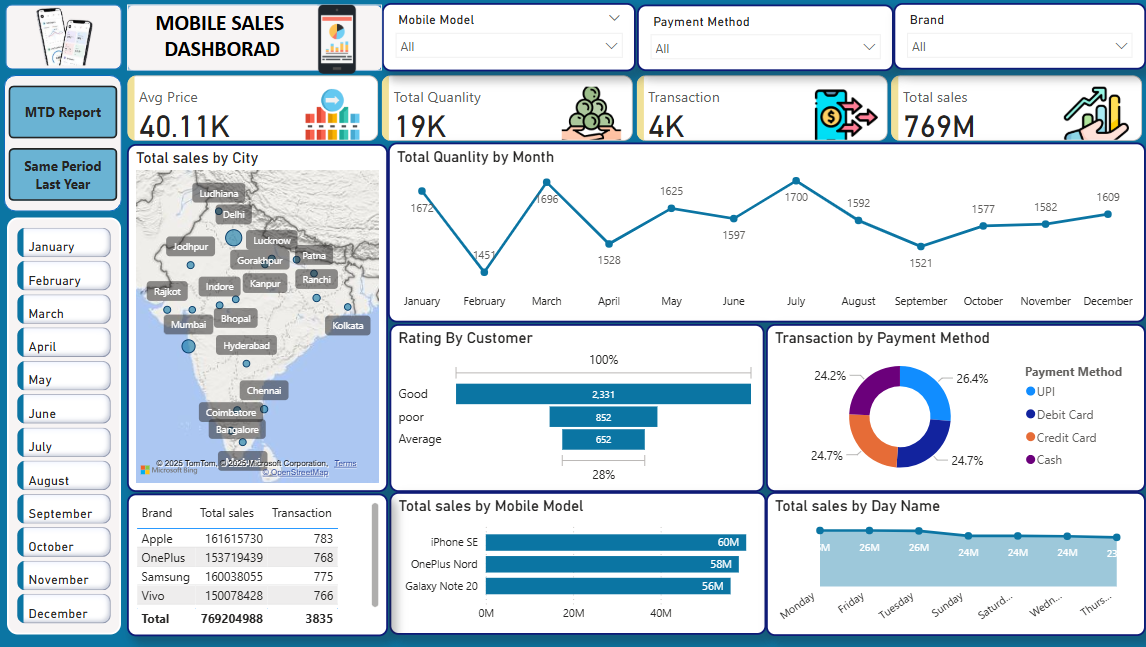 MOBILE SALES
DASHBORAD
Mobile Model
All
Payment Method
All
Brand
All
MTD Report
Same Period
Last Year
Avg Price
40.11K
Total Quanlity
19K
Transaction
4K
Total sales
769M
January
February
March
April
May
June
July
August
September
October
November
December
Total sales by City
Ludhiana
Delhi
Jodhpur
Lucknow
Gorakhpur
Patna
Rajkot
Indore
Kanpur
Ranchi
Mumbai
Bhopal
Kolkata
Hyderabad
Chennai
Coimbatore
Bangalore
© 2025 TomTom, © 2025 Microsoft Corporation, Terms
Microsoft Bing
© OpenStreetMap
Total Quanlity by Month
1672
1451
1696
1528
1625
1597
1700
1592
1521
1577
1582
1609
January February March April May June July August September October November December
Rating By Customer
100%
Good 2,331
poor 852
Average 652
28%
Transaction by Payment Method
24.2%
26.4%
24.7%
24.7%
Payment Method
UPI
Debit Card
Credit Card
Cash
Brand Total sales Transaction
Apple 161615730 783
OnePlus 153719439 768
Samsung 160038055 775
Vivo 150078428 766
Total 769204988 3835
Total sales by Mobile Model
iPhone SE 60M
OnePlus Nord 58M
Galaxy Note 20 56M
0M 20M 40M
Total sales by Day Name
26M 26M 24M 24M 24M 23
Monday Friday Tuesday Sunday Saturd... Wedn... Thurs...